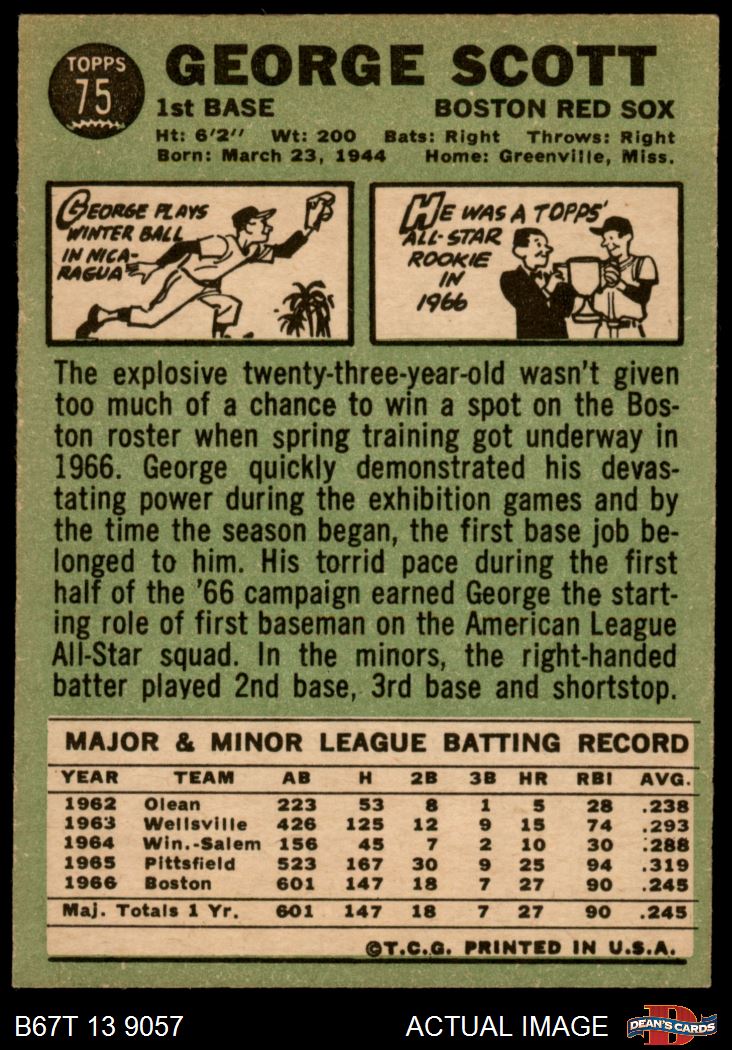 TOPPS
75
GEORGE SCOTT
1st BASE BOSTON RED SOX
Ht: 6'2" Wt: 200 Bats: Right Throws: Right
Born: March 23, 1944 Home: Greenville, Miss.
GEORGE PLAYS
WINTER BALL
IN NICA-
RAGUA
HE WAS A TOPPS'
ALL-STAR
ROOKIE
IN
1966
The explosive twenty-three-year-old wasn't given
too much of a chance to win a spot on the Bos-
ton roster when spring training got underway in
1966. George quickly demonstrated his devas-
tating power during the exhibition games and by
the time the season began, the first base job be-
longed to him. His torrid pace during the first
half of the '66 campaign earned George the start-
ing role of first baseman on the American League
All-Star squad. In the minors, the right-handed
batter played 2nd base, 3rd base and shortstop.
MAJOR & MINOR LEAGUE BATTING RECORD
YEAR TEAM AB H 2B 3B HR RBI AVG.
1962 Olean 223 53 8 1 5 28 .238
1963 Wellsville 426 125 12 9 15 74 .293
1964 Win.-Salem 156 45 7 2 10 30 .288
1965 Pittsfield 523 167 30 9 25 94 .319
1966 Boston 601 147 18 7 27 90 .245
Maj. Totals 1 Yr. 601 147 18 7 27 90 .245
©T.C.G. PRINTED IN U.S.A.
B67T 13 9057 ACTUAL IMAGE
D
DEAN'S CARDS